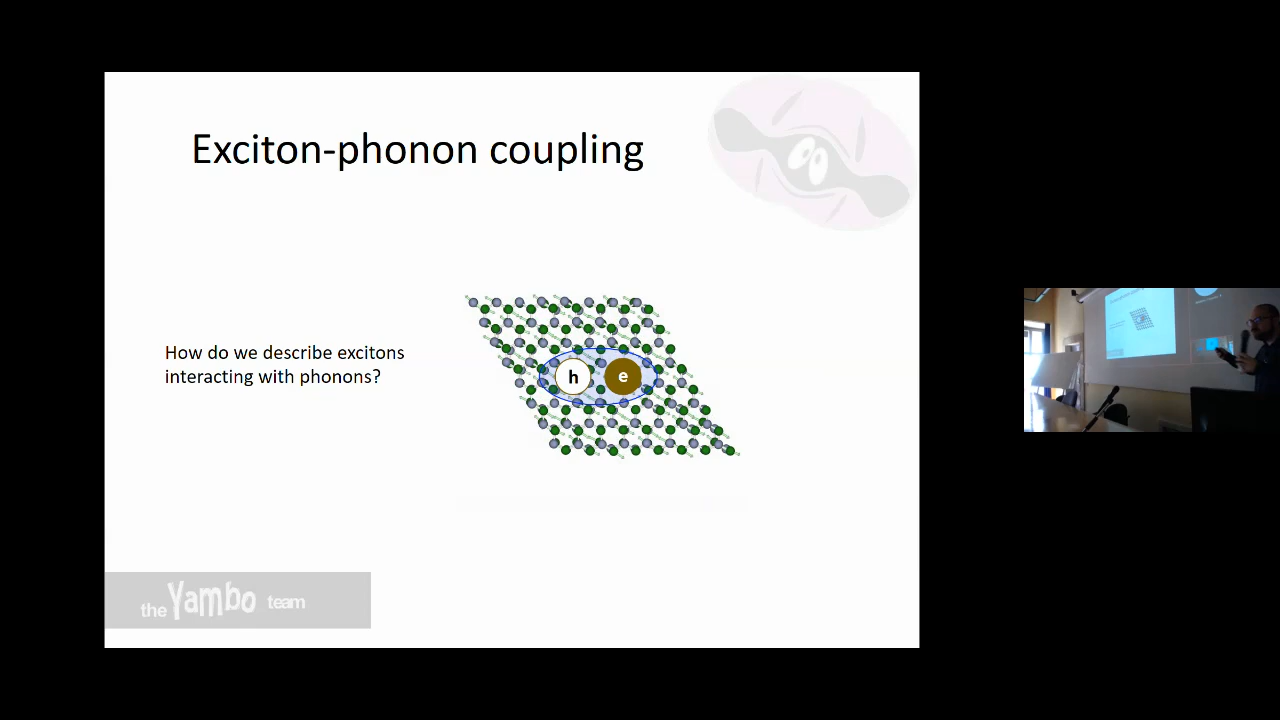 Exciton-phonon coupling
How do we describe excitons
interacting with phonons?
h
e
the Yambo team